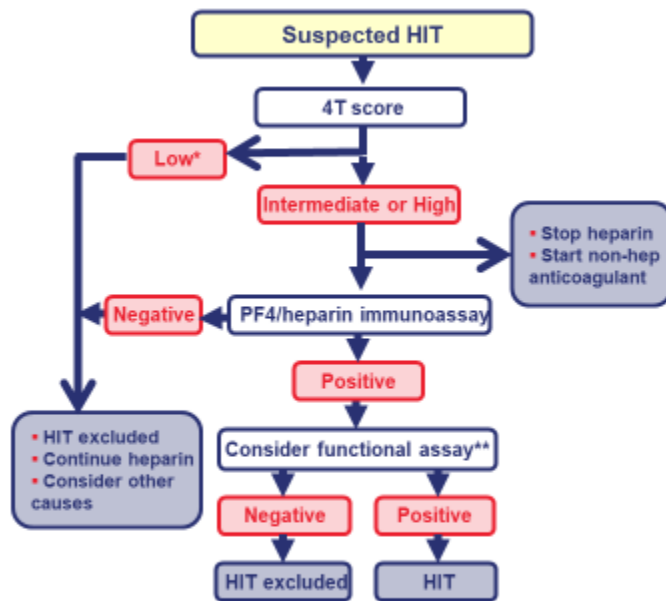 Suspected HIT
4T score
Low*
Intermediate or High
▪ Stop heparin
▪ Start non-hep
anticoagulant
Negative
PF4/heparin immunoassay
Positive
▪ HIT excluded
▪ Continue heparin
▪ Consider other
causes
Consider functional assay**
Negative
Positive
HIT excluded
HIT